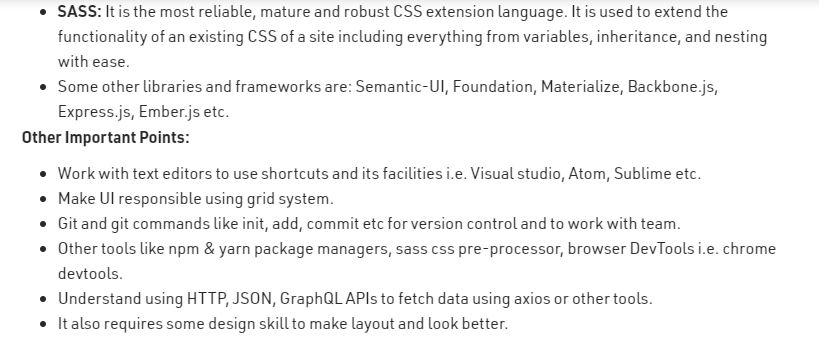 • SASS: It is the most reliable, mature and robust CSS extension language. It is used to extend the
functionality of an existing CSS of a site including everything from variables, inheritance, and nesting
with ease.
• Some other libraries and frameworks are: Semantic-UI, Foundation, Materialize, Backbone.js,
Express.js, Ember.js etc.
Other Important Points:
• Work with text editors to use shortcuts and its facilities i.e. Visual studio, Atom, Sublime etc.
• Make UI responsible using grid system.
• Git and git commands like init, add, commit etc for version control and to work with team.
• Other tools like npm & yarn package managers, sass css pre-processor, browser DevTools i.e. chrome
devtools.
• Understand using HTTP, JSON, GraphQL APIs to fetch data using axios or other tools.
• It also requires some design skill to make layout and look better.